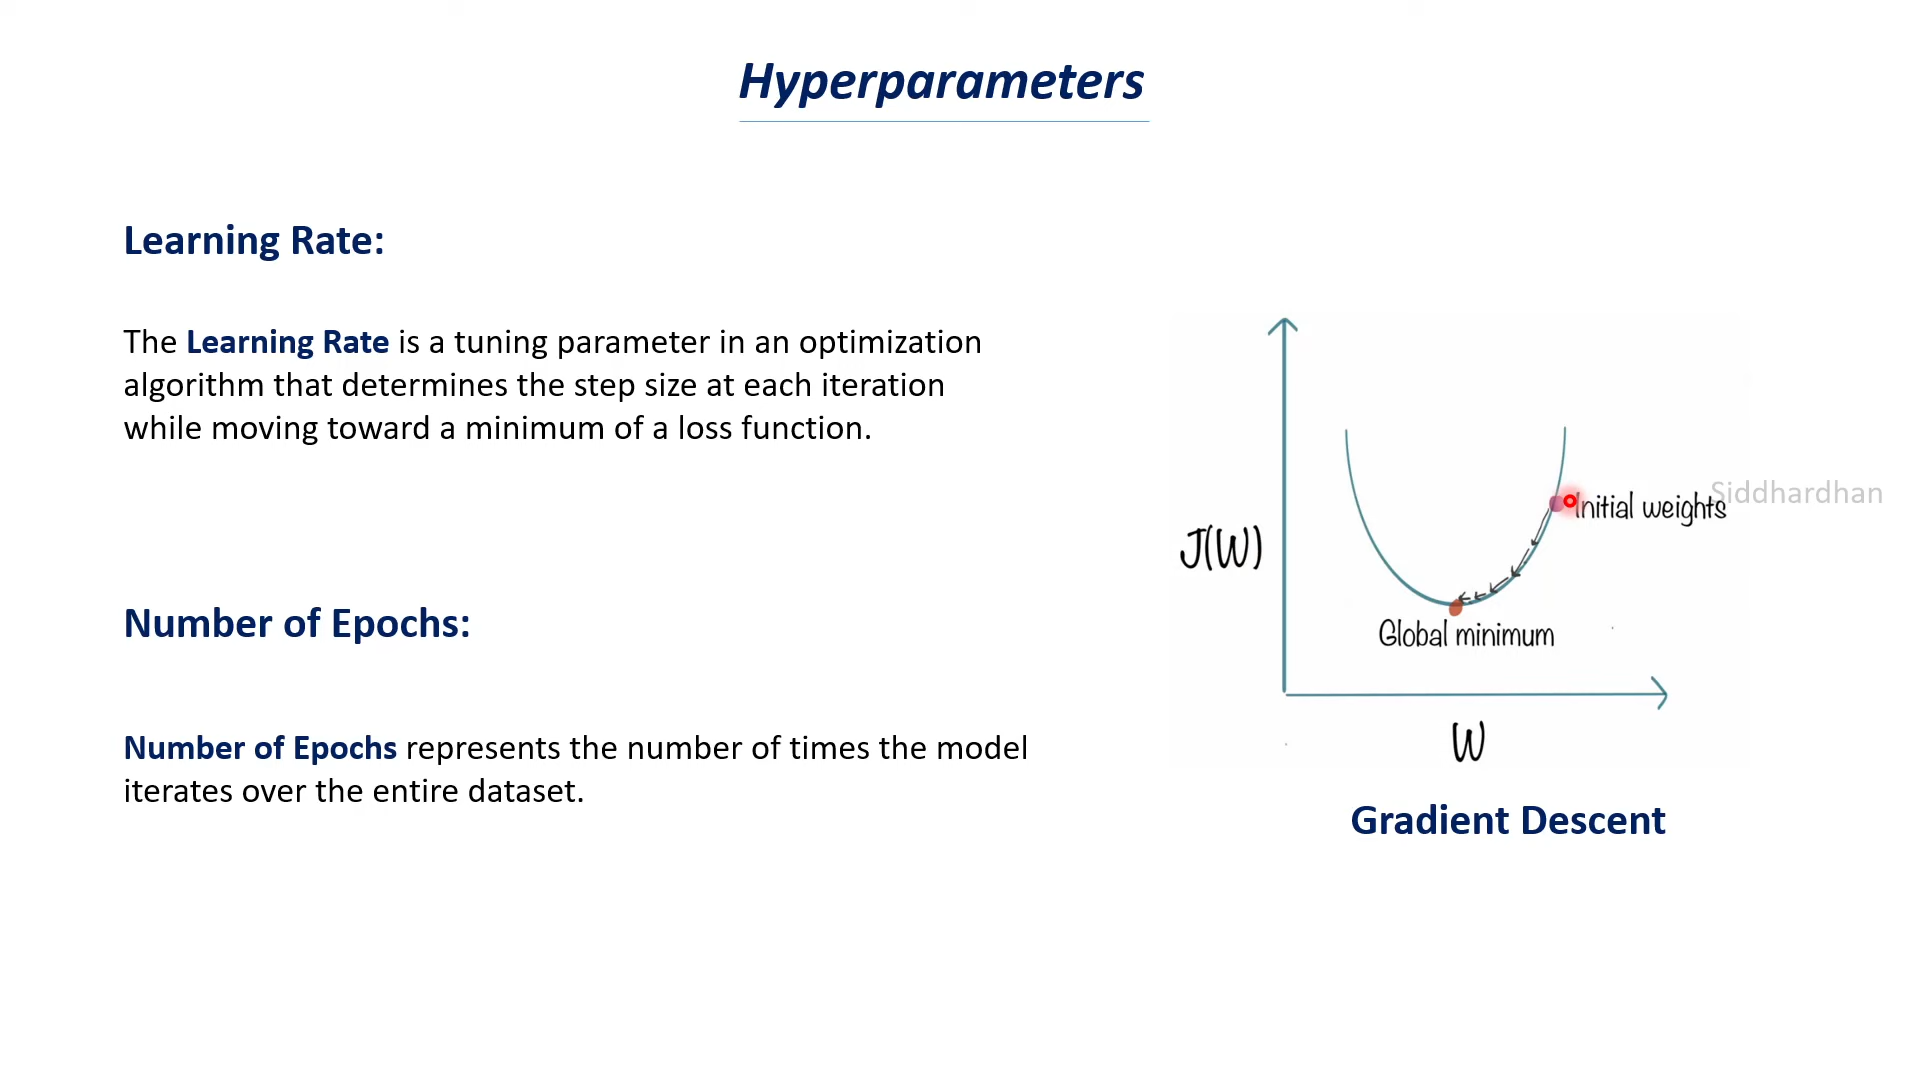 Hyperparameters
Learning Rate:
The Learning Rate is a tuning parameter in an optimization
algorithm that determines the step size at each iteration
while moving toward a minimum of a loss function.
Number of Epochs:
Number of Epochs represents the number of times the model
iterates over the entire dataset.
Siddhardhan
Initial weights
J(W)
Global minimum
W
Gradient Descent